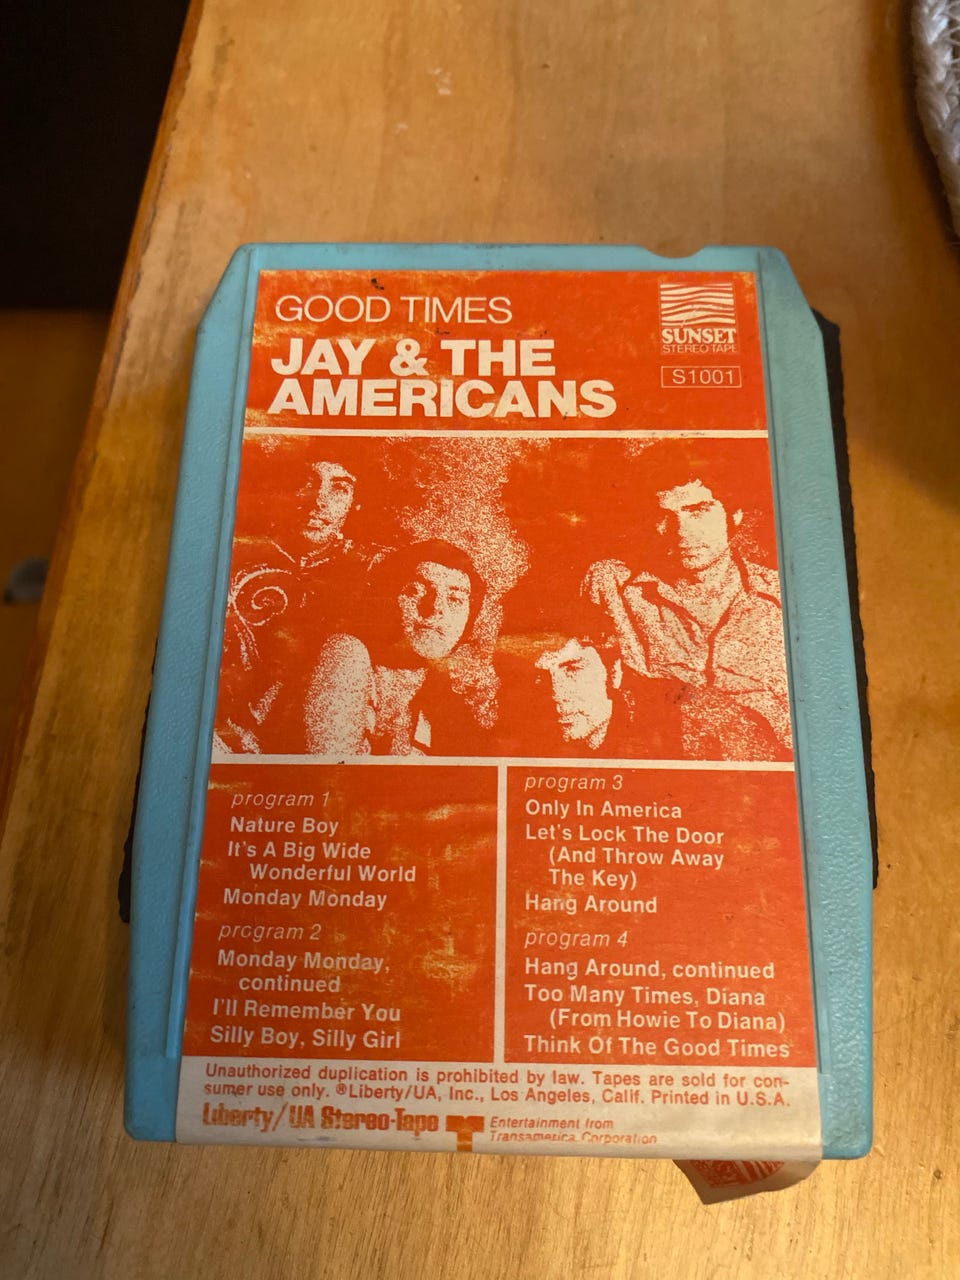 GOOD TIMES
JAY & THE
AMERICANS
SUNSET
STEREO TAPE
S1001
program 1
Nature Boy
It's A Big Wide
Wonderful World
Monday Monday
program 2
Monday Monday,
continued
I'll Remember You
Silly Boy, Silly Girl
program 3
Only In America
Let's Lock The Door
(And Throw Away
The Key)
Hang Around
program 4
Hang Around, continued
Too Many Times, Diana
(From Howie To Diana)
Think Of The Good Times
Unauthorized duplication is prohibited by law. Tapes are sold for con-
sumer use only. ®Liberty/UA, Inc., Los Angeles, Calif. Printed in U.S.A.
Liberty/UA Stereo-Tape
Entertainment from
Transamerica Corporation